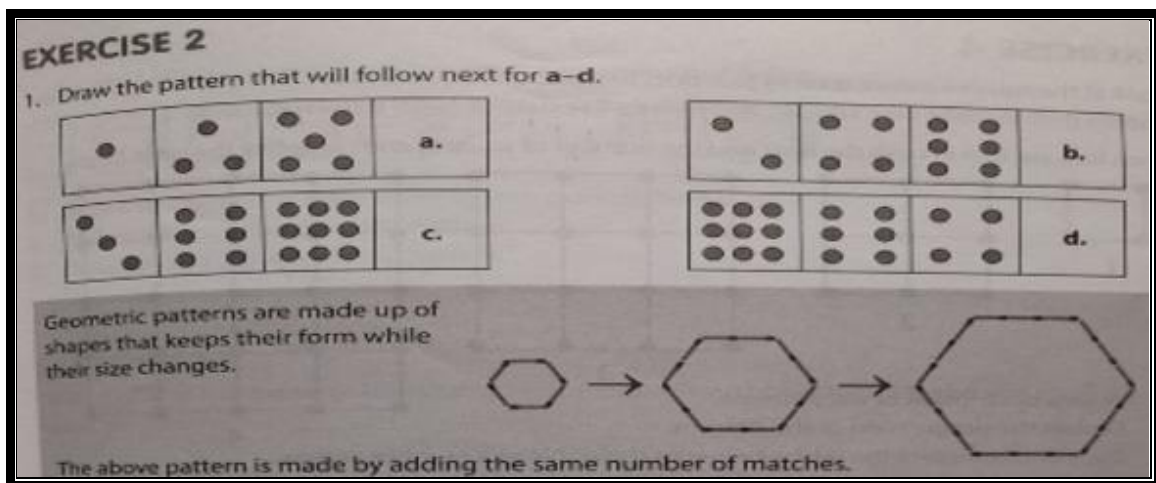 EXERCISE 2
1. Draw the pattern that will follow next for a–d.
a.
b.
c.
d.
Geometric patterns are made up of
shapes that keeps their form while
their size changes.
The above pattern is made by adding the same number of matches.